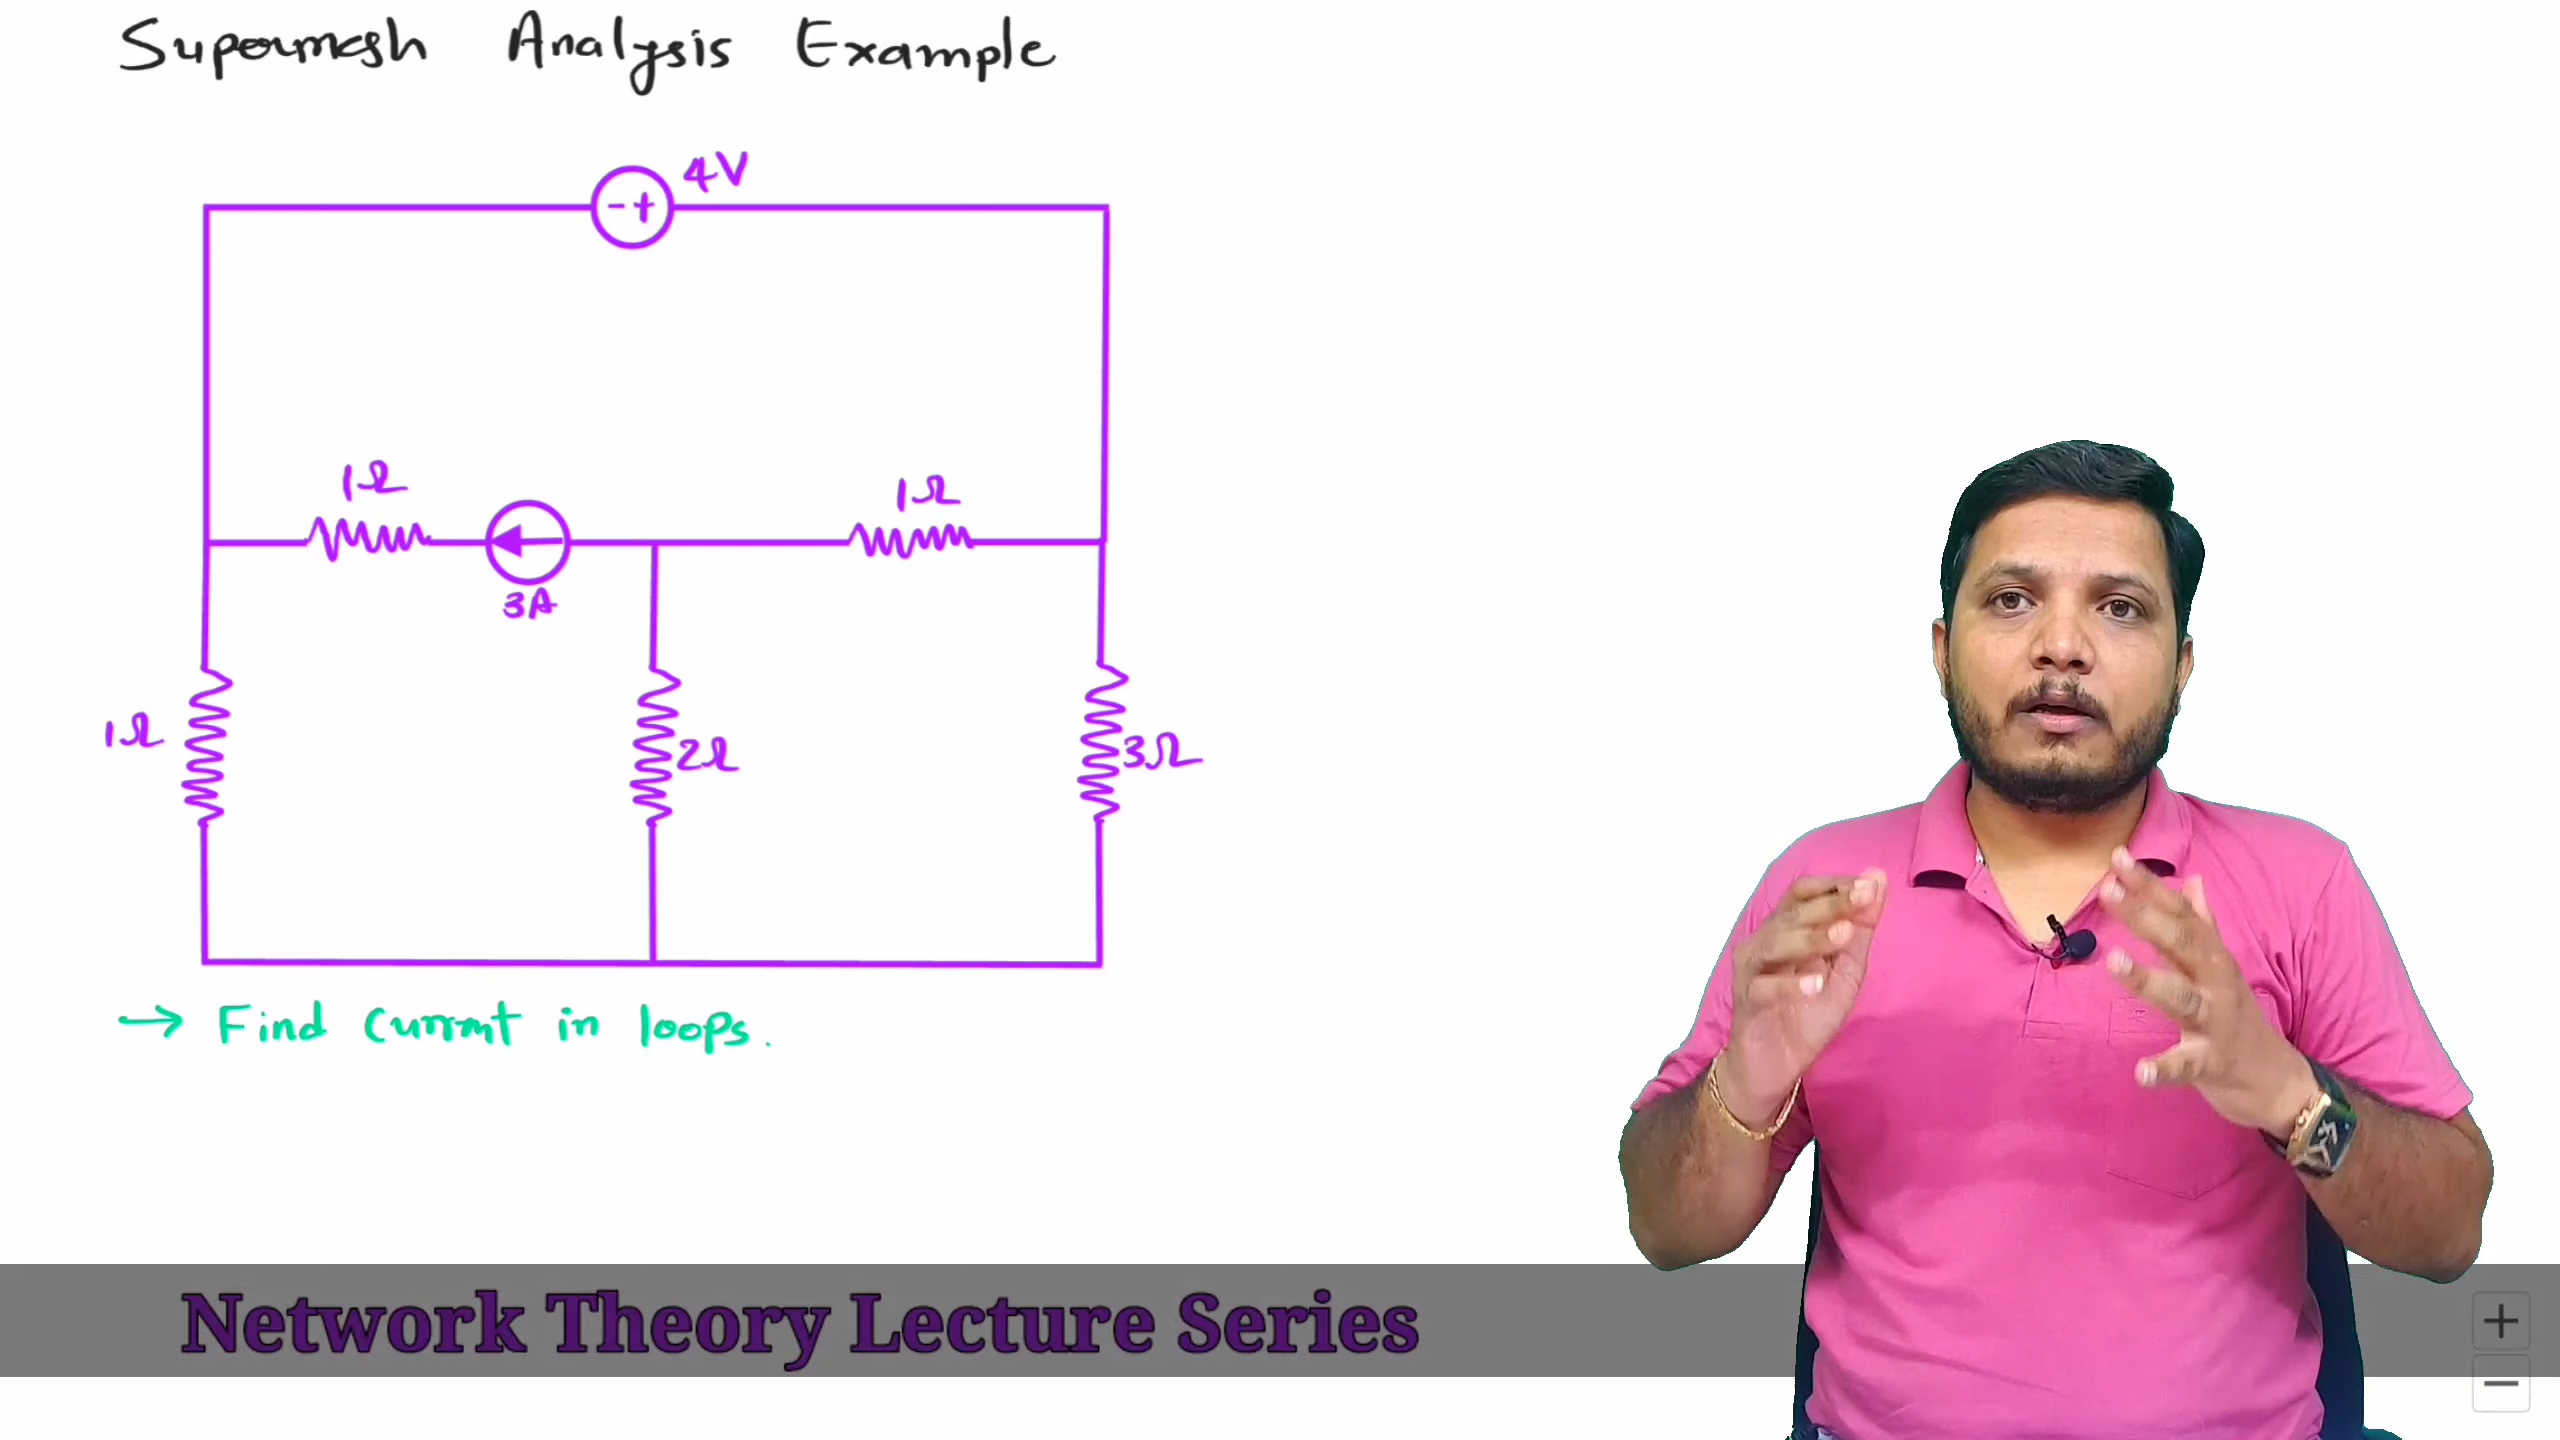 Supermesh Analysis Example
-+ 4V
1Ω 1Ω
3A
1Ω 2Ω 3Ω
→ Find Current in loops.
Network Theory Lecture Series
+
−